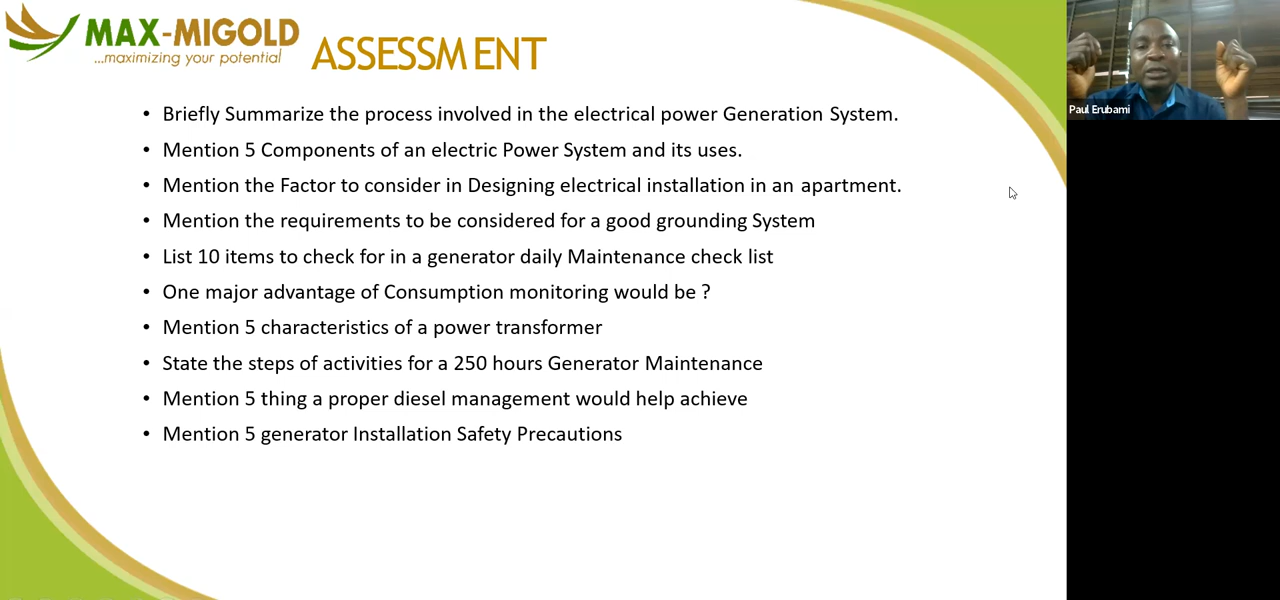 MAX-MIGOLD
...maximizing your potential
ASSESSMENT
• Briefly Summarize the process involved in the electrical power Generation System.
• Mention 5 Components of an electric Power System and its uses.
• Mention the Factor to consider in Designing electrical installation in an apartment.
• Mention the requirements to be considered for a good grounding System
• List 10 items to check for in a generator daily Maintenance check list
• One major advantage of Consumption monitoring would be ?
• Mention 5 characteristics of a power transformer
• State the steps of activities for a 250 hours Generator Maintenance
• Mention 5 thing a proper diesel management would help achieve
• Mention 5 generator Installation Safety Precautions
Paul Erubami